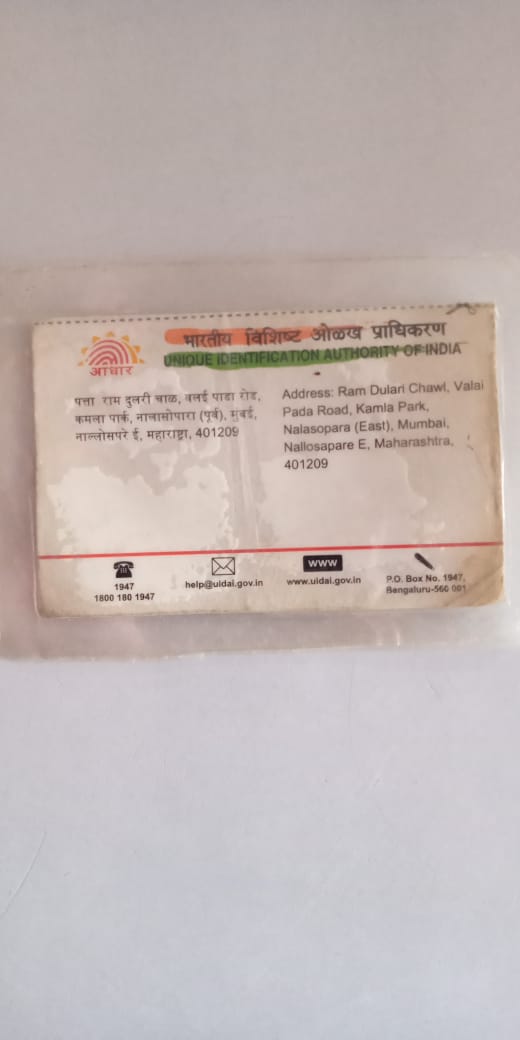 भारतीय विशिष्ट ओळख प्राधिकरण
UNIQUE IDENTIFICATION AUTHORITY OF INDIA
आधार
पत्ता राम दुलारी चाळ, वलई पाडा रोड,
कमला पार्क, नालासोपारा (पूर्व), मुंबई,
नाल्लोसपरे ई, महाराष्ट्रा, 401209
Address: Ram Dulari Chawl, Valai
Pada Road, Kamla Park,
Nalasopara (East), Mumbai,
Nallosapare E, Maharashtra,
401209
1947
1800 180 1947
help@uidai.gov.in
www
www.uidai.gov.in
P.O. Box No. 1947,
Bengaluru-560 001